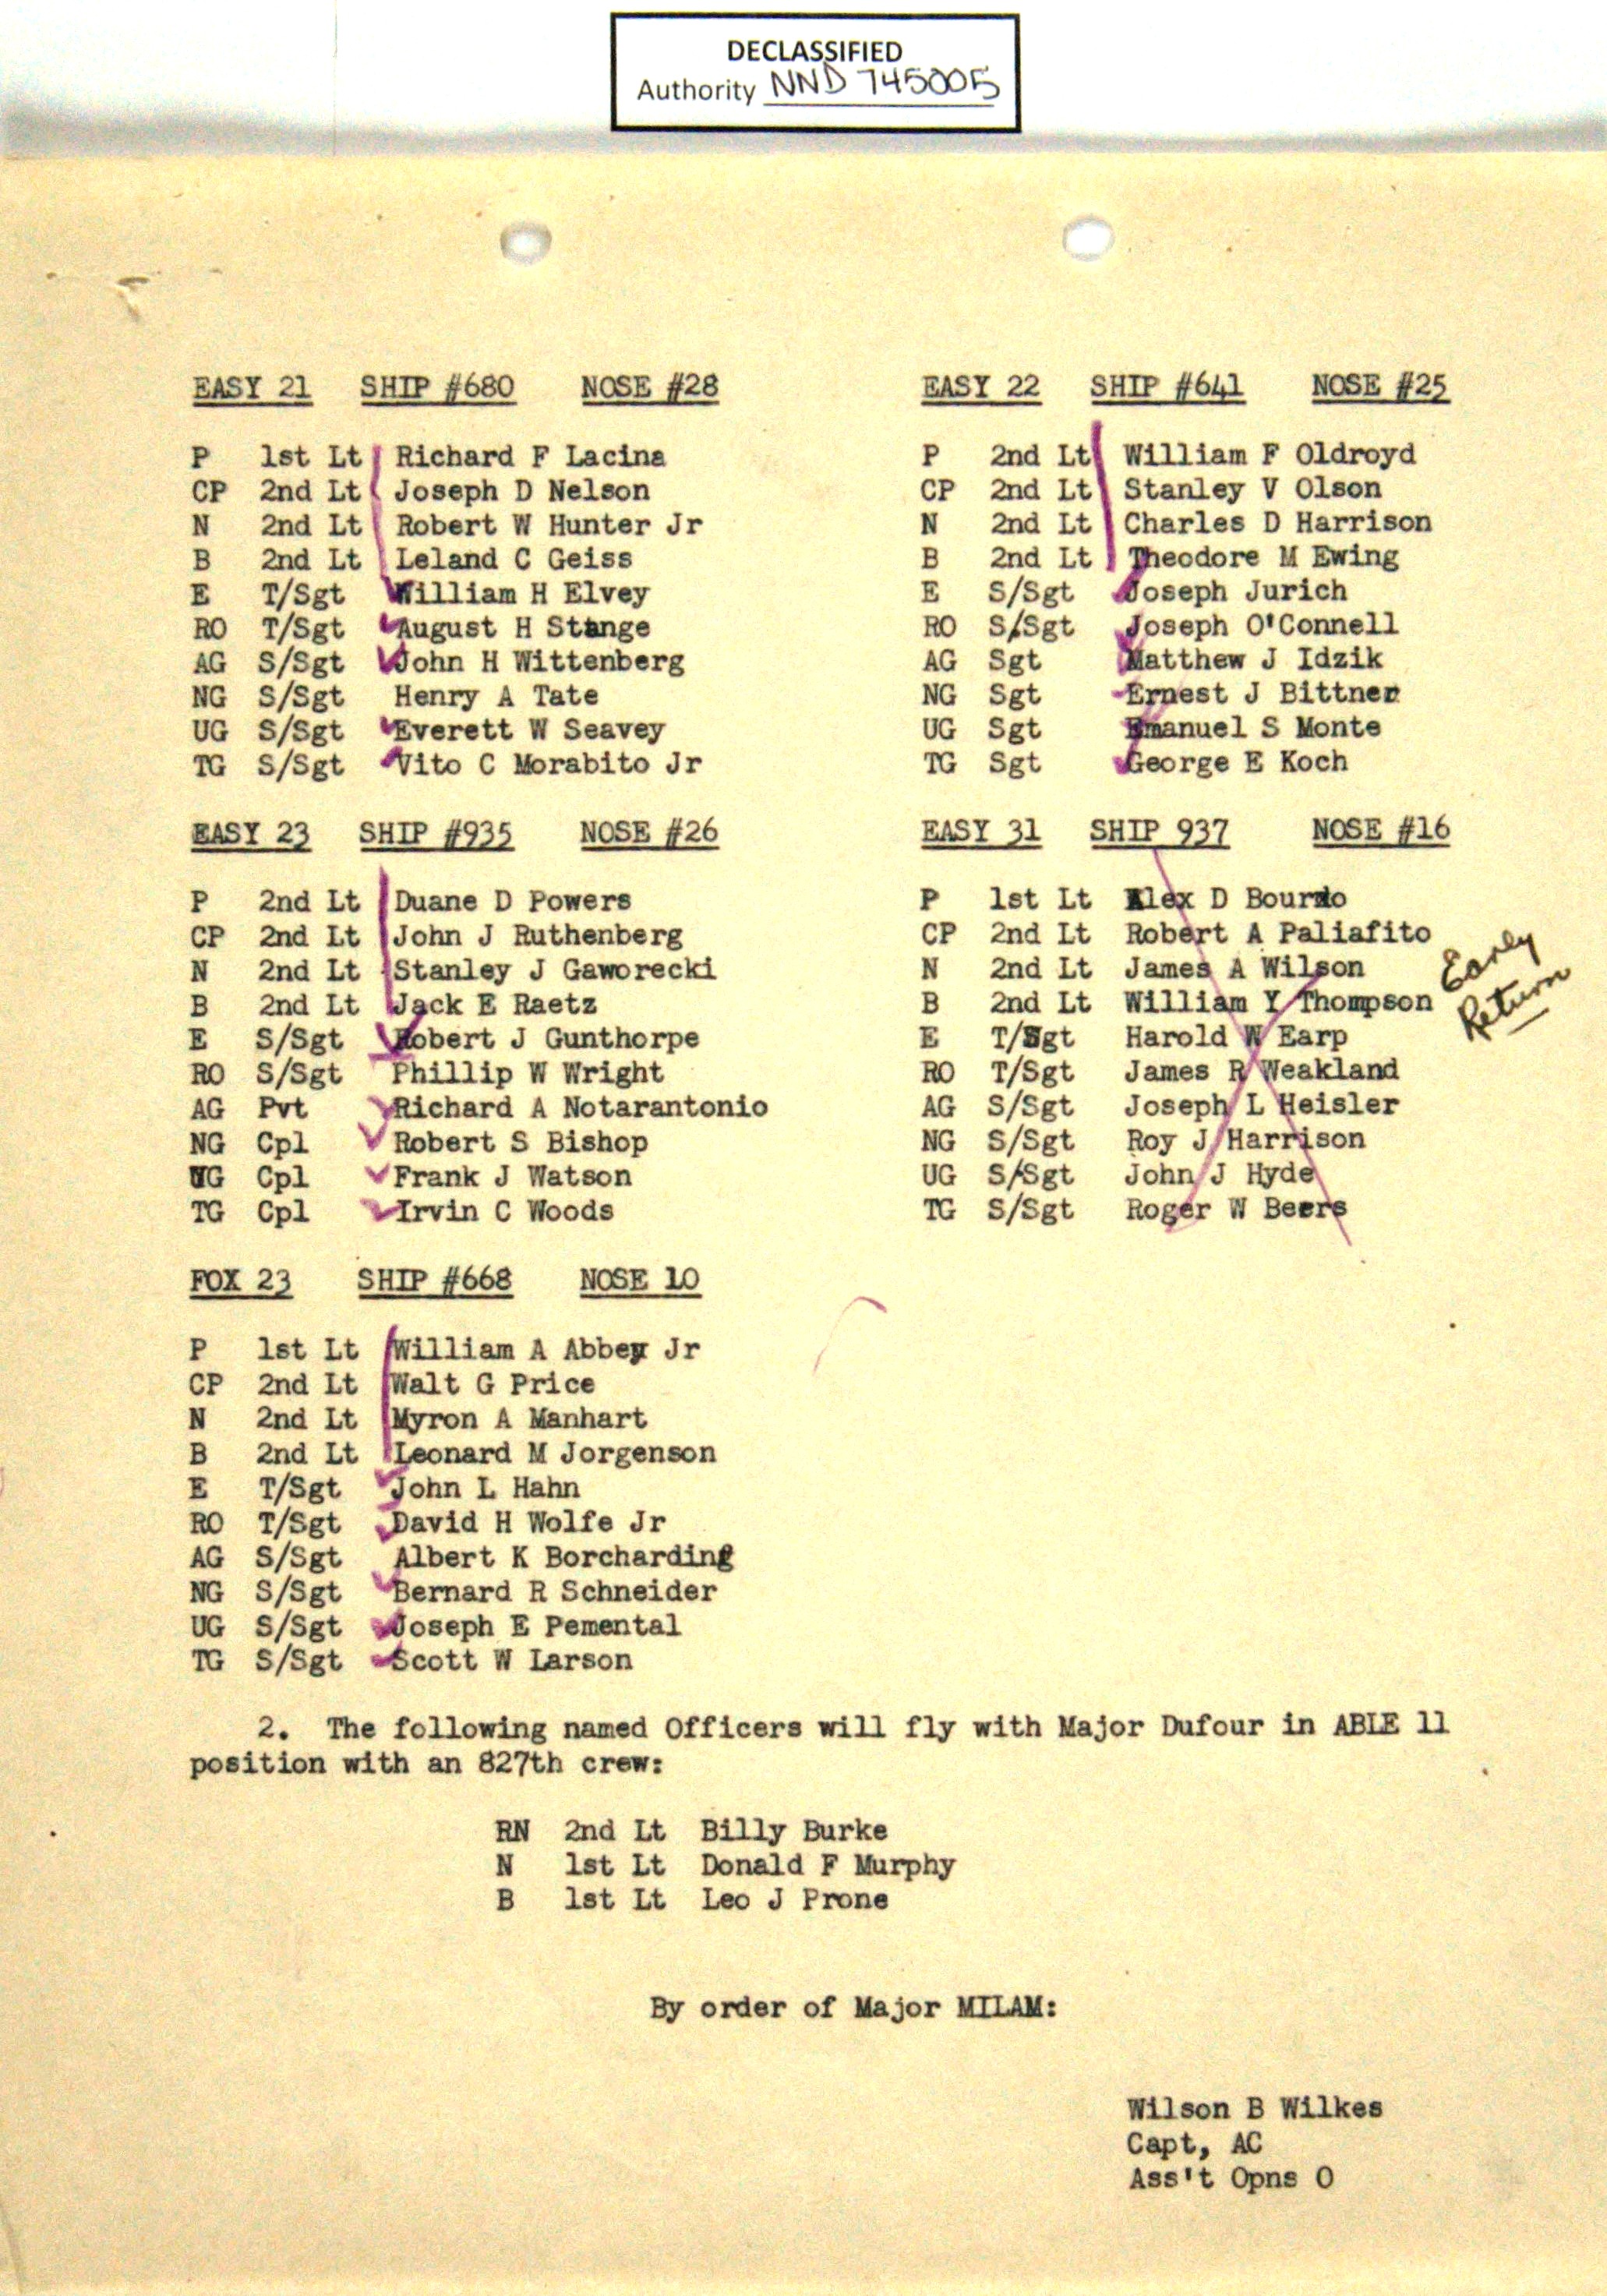 DECLASSIFIED
Authority NND 745005
EASY 21 SHIP #680 NOSE #28
P 1st Lt Richard F Lacina
CP 2nd Lt Joseph D Nelson
N 2nd Lt Robert W Hunter Jr
B 2nd Lt Leland C Geiss
E T/Sgt William H Elvey
RO T/Sgt August H Stange
AG S/Sgt John H Wittenberg
NG S/Sgt Henry A Tate
UG S/Sgt Everett W Seavey
TG S/Sgt Vito C Morabito Jr
EASY 22 SHIP #641 NOSE #25
P 2nd Lt William F Oldroyd
CP 2nd Lt Stanley V Olson
N 2nd Lt Charles D Harrison
B 2nd Lt Theodore M Ewing
E S/Sgt Joseph Jurich
RO S/Sgt Joseph O'Connell
AG Sgt Matthew J Idzik
NG Sgt Ernest J Bittner
UG Sgt Emanuel S Monte
TG Sgt George E Koch
EASY 23 SHIP #935 NOSE #26
P 2nd Lt Duane D Powers
CP 2nd Lt John J Ruthenberg
N 2nd Lt Stanley J Gaworecki
B 2nd Lt Jack E Raetz
E S/Sgt Robert J Gunthorpe
RO S/Sgt Phillip W Wright
AG Pvt Richard A Notarantonio
NG Cpl Robert S Bishop
UG Cpl Frank J Watson
TG Cpl Irvin C Woods
EASY 31 SHIP 937 NOSE #16
P 1st Lt Alex D Bourdo
CP 2nd Lt Robert A Paliafito
N 2nd Lt James A Wilson
B 2nd Lt William Y Thompson
E T/Sgt Harold W Earp
RO T/Sgt James R Weakland
AG S/Sgt Joseph L Heisler
NG S/Sgt Roy J Harrison
UG S/Sgt John J Hyde
TG S/Sgt Roger W Beers
Early
Return
FOX 23 SHIP #668 NOSE 10
P 1st Lt William A Abbey Jr
CP 2nd Lt Walt G Price
N 2nd Lt Myron A Manhart
B 2nd Lt Leonard M Jorgenson
E T/Sgt John L Hahn
RO T/Sgt David H Wolfe Jr
AG S/Sgt Albert K Borcharding
NG S/Sgt Bernard R Schneider
UG S/Sgt Joseph E Pemental
TG S/Sgt Scott W Larson
2. The following named Officers will fly with Major Dufour in ABLE 11
position with an 827th crew:
RN 2nd Lt Billy Burke
N 1st Lt Donald F Murphy
B 1st Lt Leo J Prone
By order of Major MILAM:
Wilson B Wilkes
Capt, AC
Ass't Opns O